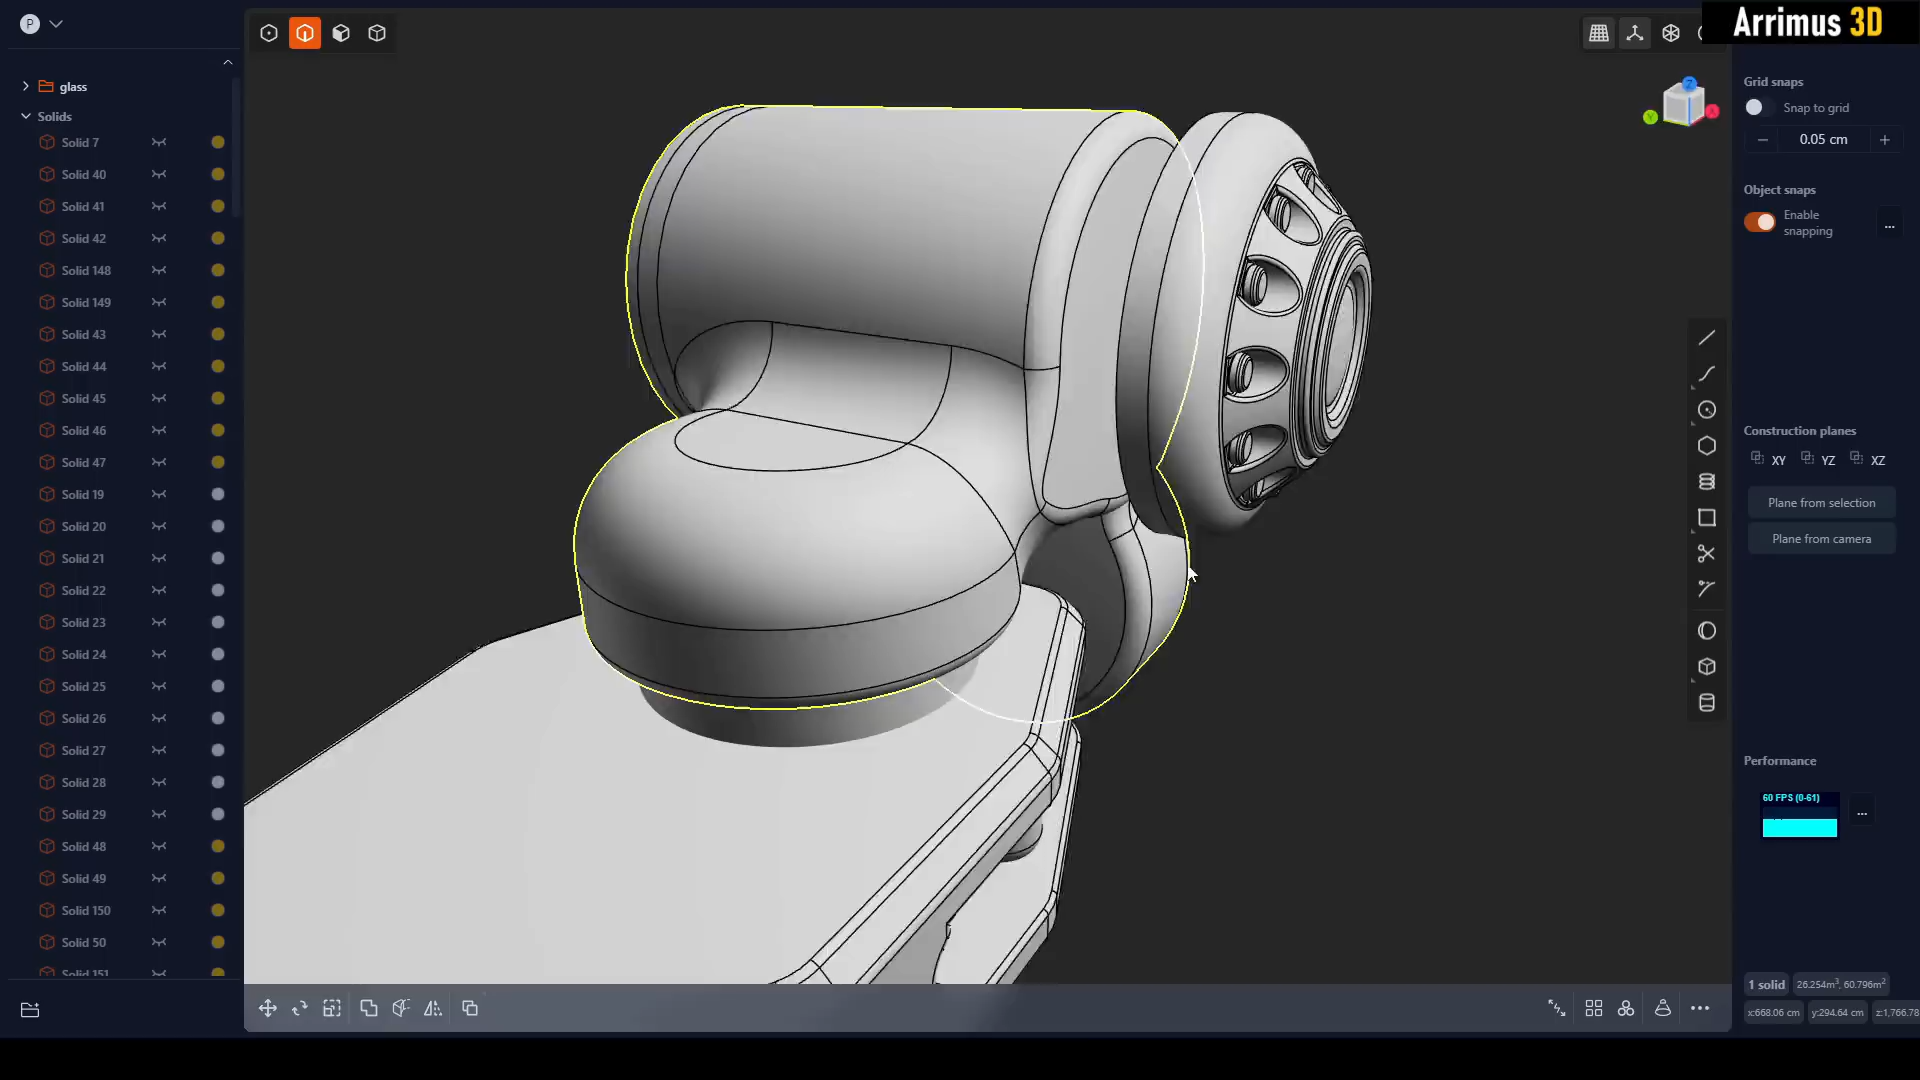 P
Arrimus 3D
glass
Solids
Solid 7
Solid 40
Solid 41
Solid 42
Solid 148
Solid 149
Solid 43
Solid 44
Solid 45
Solid 46
Solid 47
Solid 19
Solid 20
Solid 21
Solid 22
Solid 23
Solid 24
Solid 25
Solid 26
Solid 27
Solid 28
Solid 29
Solid 48
Solid 49
Solid 150
Solid 50
Solid 151
Z
Y
X
Grid snaps
Snap to grid
0.05 cm
Object snaps
Enable
snapping
Construction planes
XY YZ XZ
Plane from selection
Plane from camera
Performance
60 FPS (0-61)
1 solid 26.254m³, 60.796m²
x:668.06 cm y:294.64 cm z:1,766.78